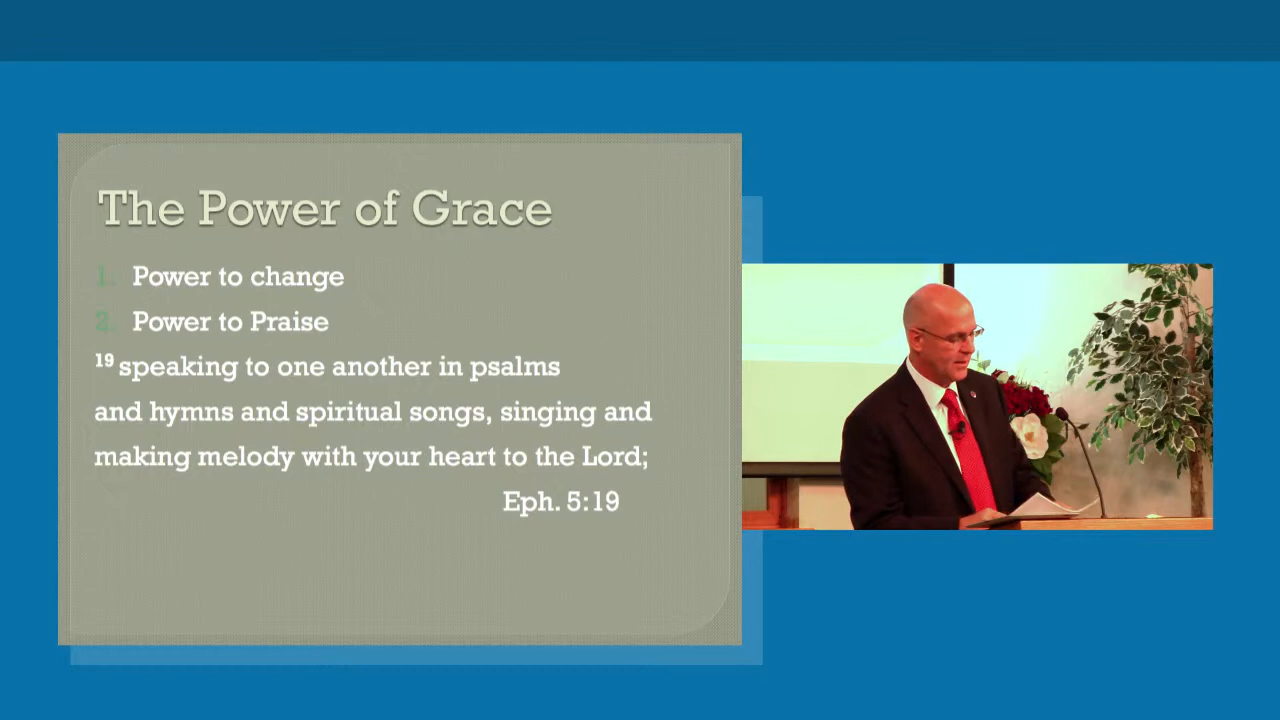 The Power of Grace
1. Power to change
2. Power to Praise
19 speaking to one another in psalms
and hymns and spiritual songs, singing and
making melody with your heart to the Lord;
Eph. 5:19